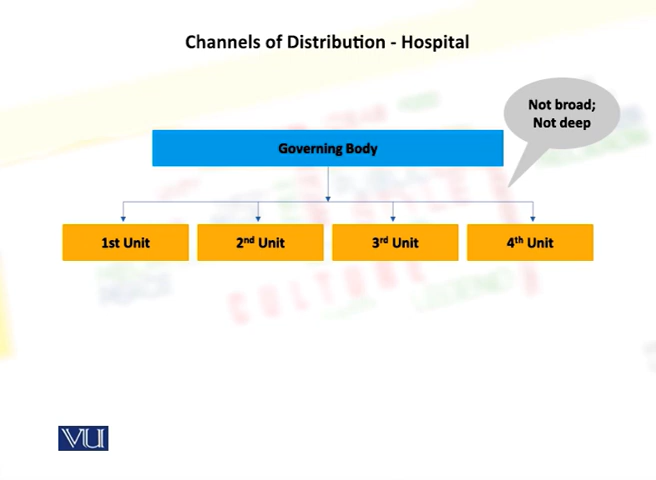 Channels of Distribution - Hospital
Not broad;
Not deep
Governing Body
1st Unit
2nd Unit
3rd Unit
4th Unit
CULTURE
VU